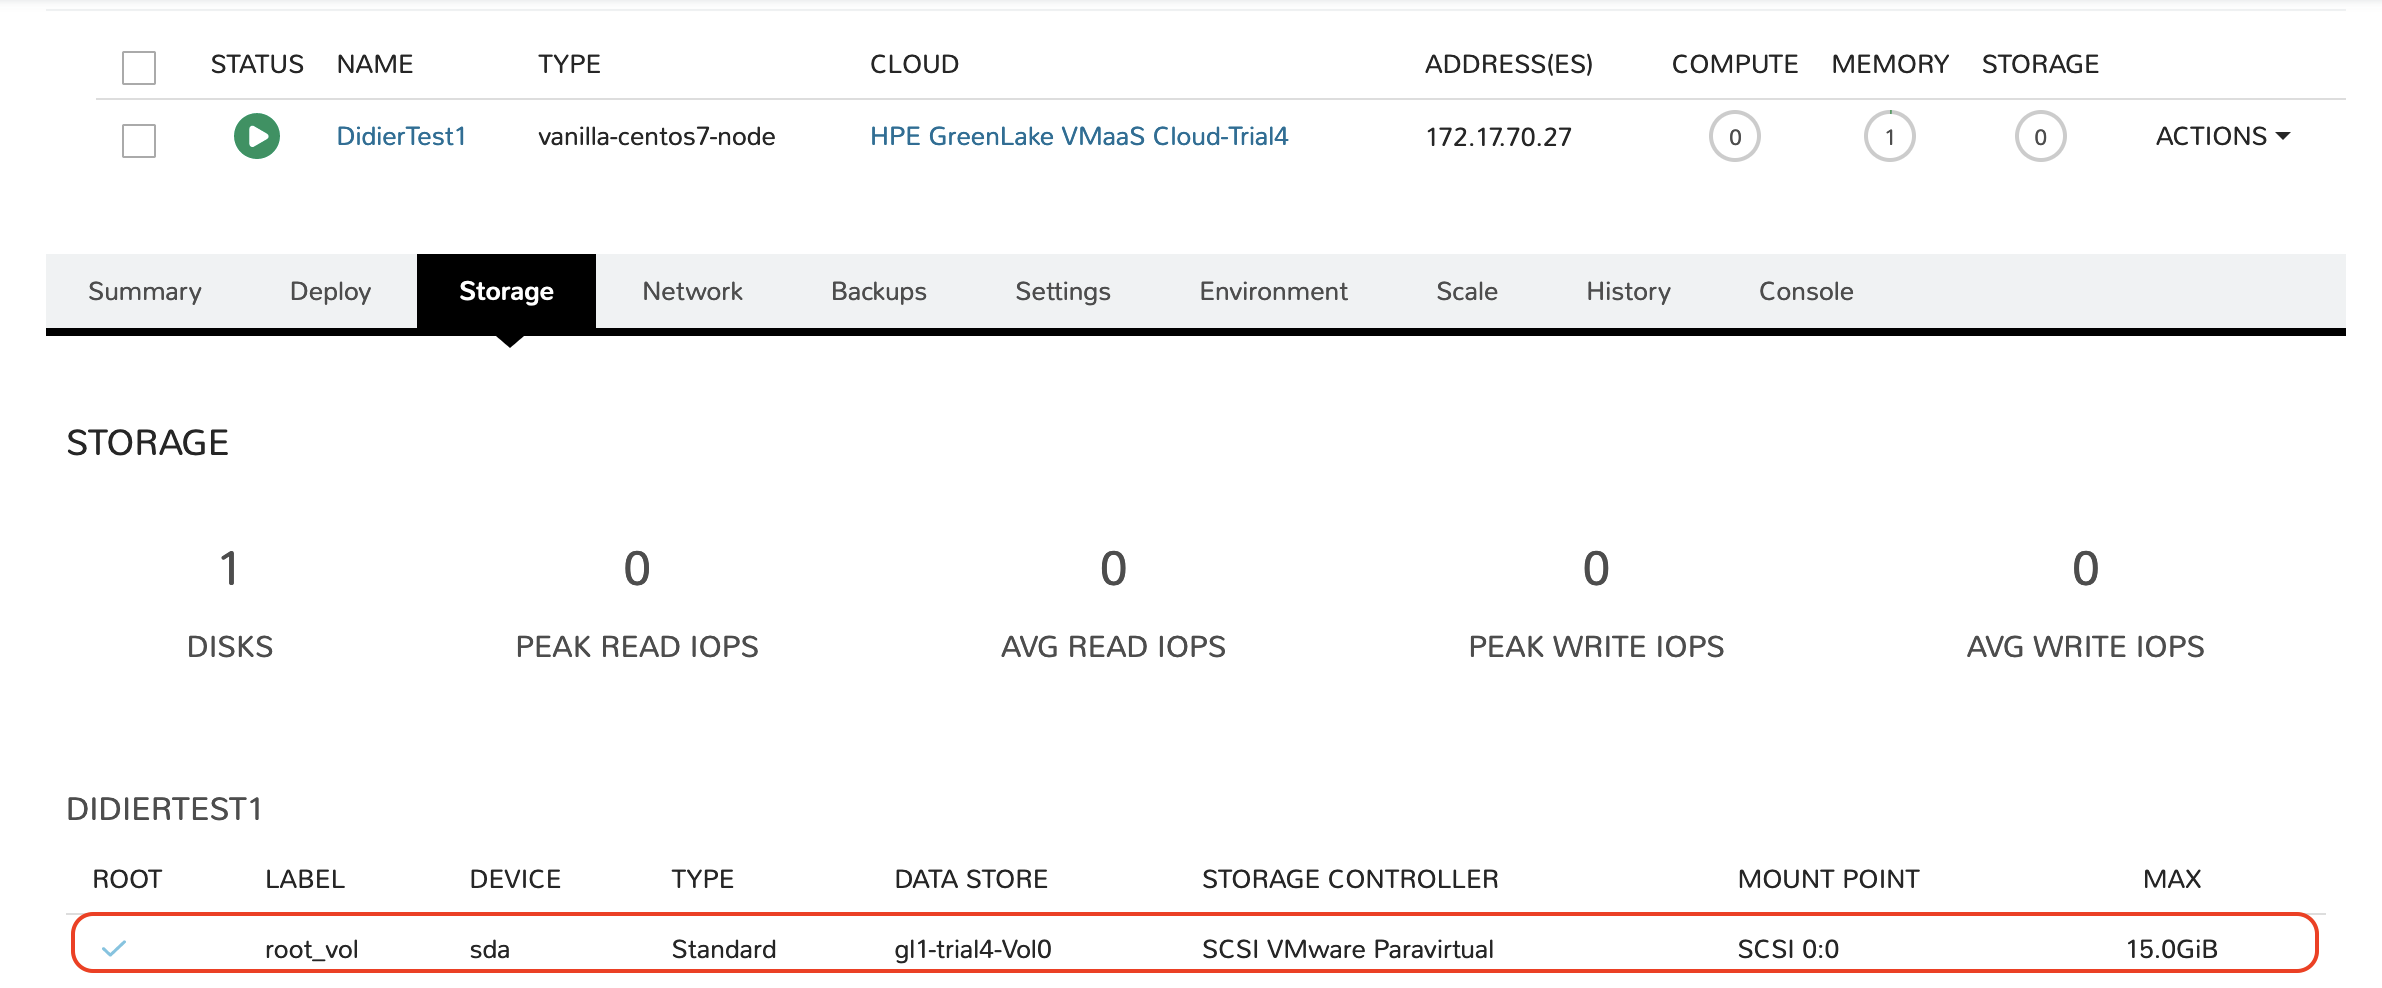 STATUS NAME TYPE CLOUD ADDRESS(ES) COMPUTE MEMORY STORAGE
DidierTest1 vanilla-centos7-node HPE GreenLake VMaaS Cloud-Trial4 172.17.70.27 0 1 0 ACTIONS
Summary Deploy Storage Network Backups Settings Environment Scale History Console
STORAGE
1 0 0 0 0
DISKS PEAK READ IOPS AVG READ IOPS PEAK WRITE IOPS AVG WRITE IOPS
DIDIERTEST1
ROOT LABEL DEVICE TYPE DATA STORE STORAGE CONTROLLER MOUNT POINT MAX
root_vol sda Standard gl1-trial4-Vol0 SCSI VMware Paravirtual SCSI 0:0 15.0GiB